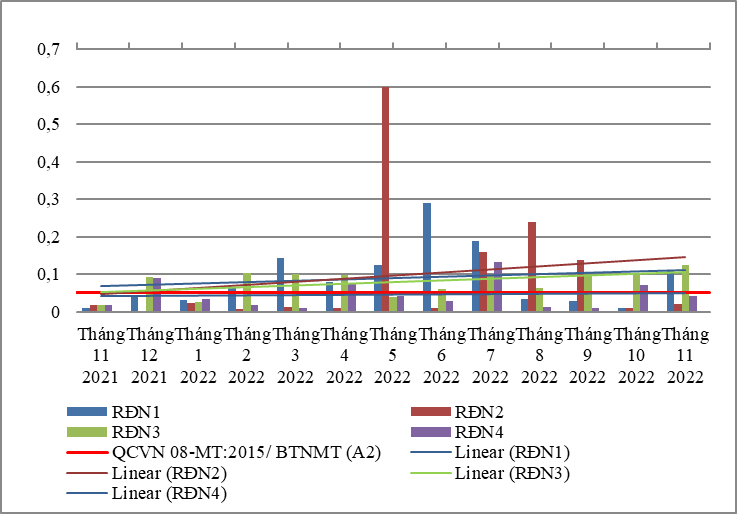 0,7
0,6
0,5
0,4
0,3
0,2
0,1
0
Tháng Tháng Tháng Tháng Tháng Tháng Tháng Tháng Tháng Tháng Tháng Tháng Tháng
11 12 1 2 3 4 5 6 7 8 9 10 11
2021 2021 2022 2022 2022 2022 2022 2022 2022 2022 2022 2022 2022
RĐN1 RĐN2
RĐN3 RĐN4
QCVN 08-MT:2015/ BTNMT (A2) Linear (RĐN1)
Linear (RĐN2) Linear (RĐN3)
Linear (RĐN4)